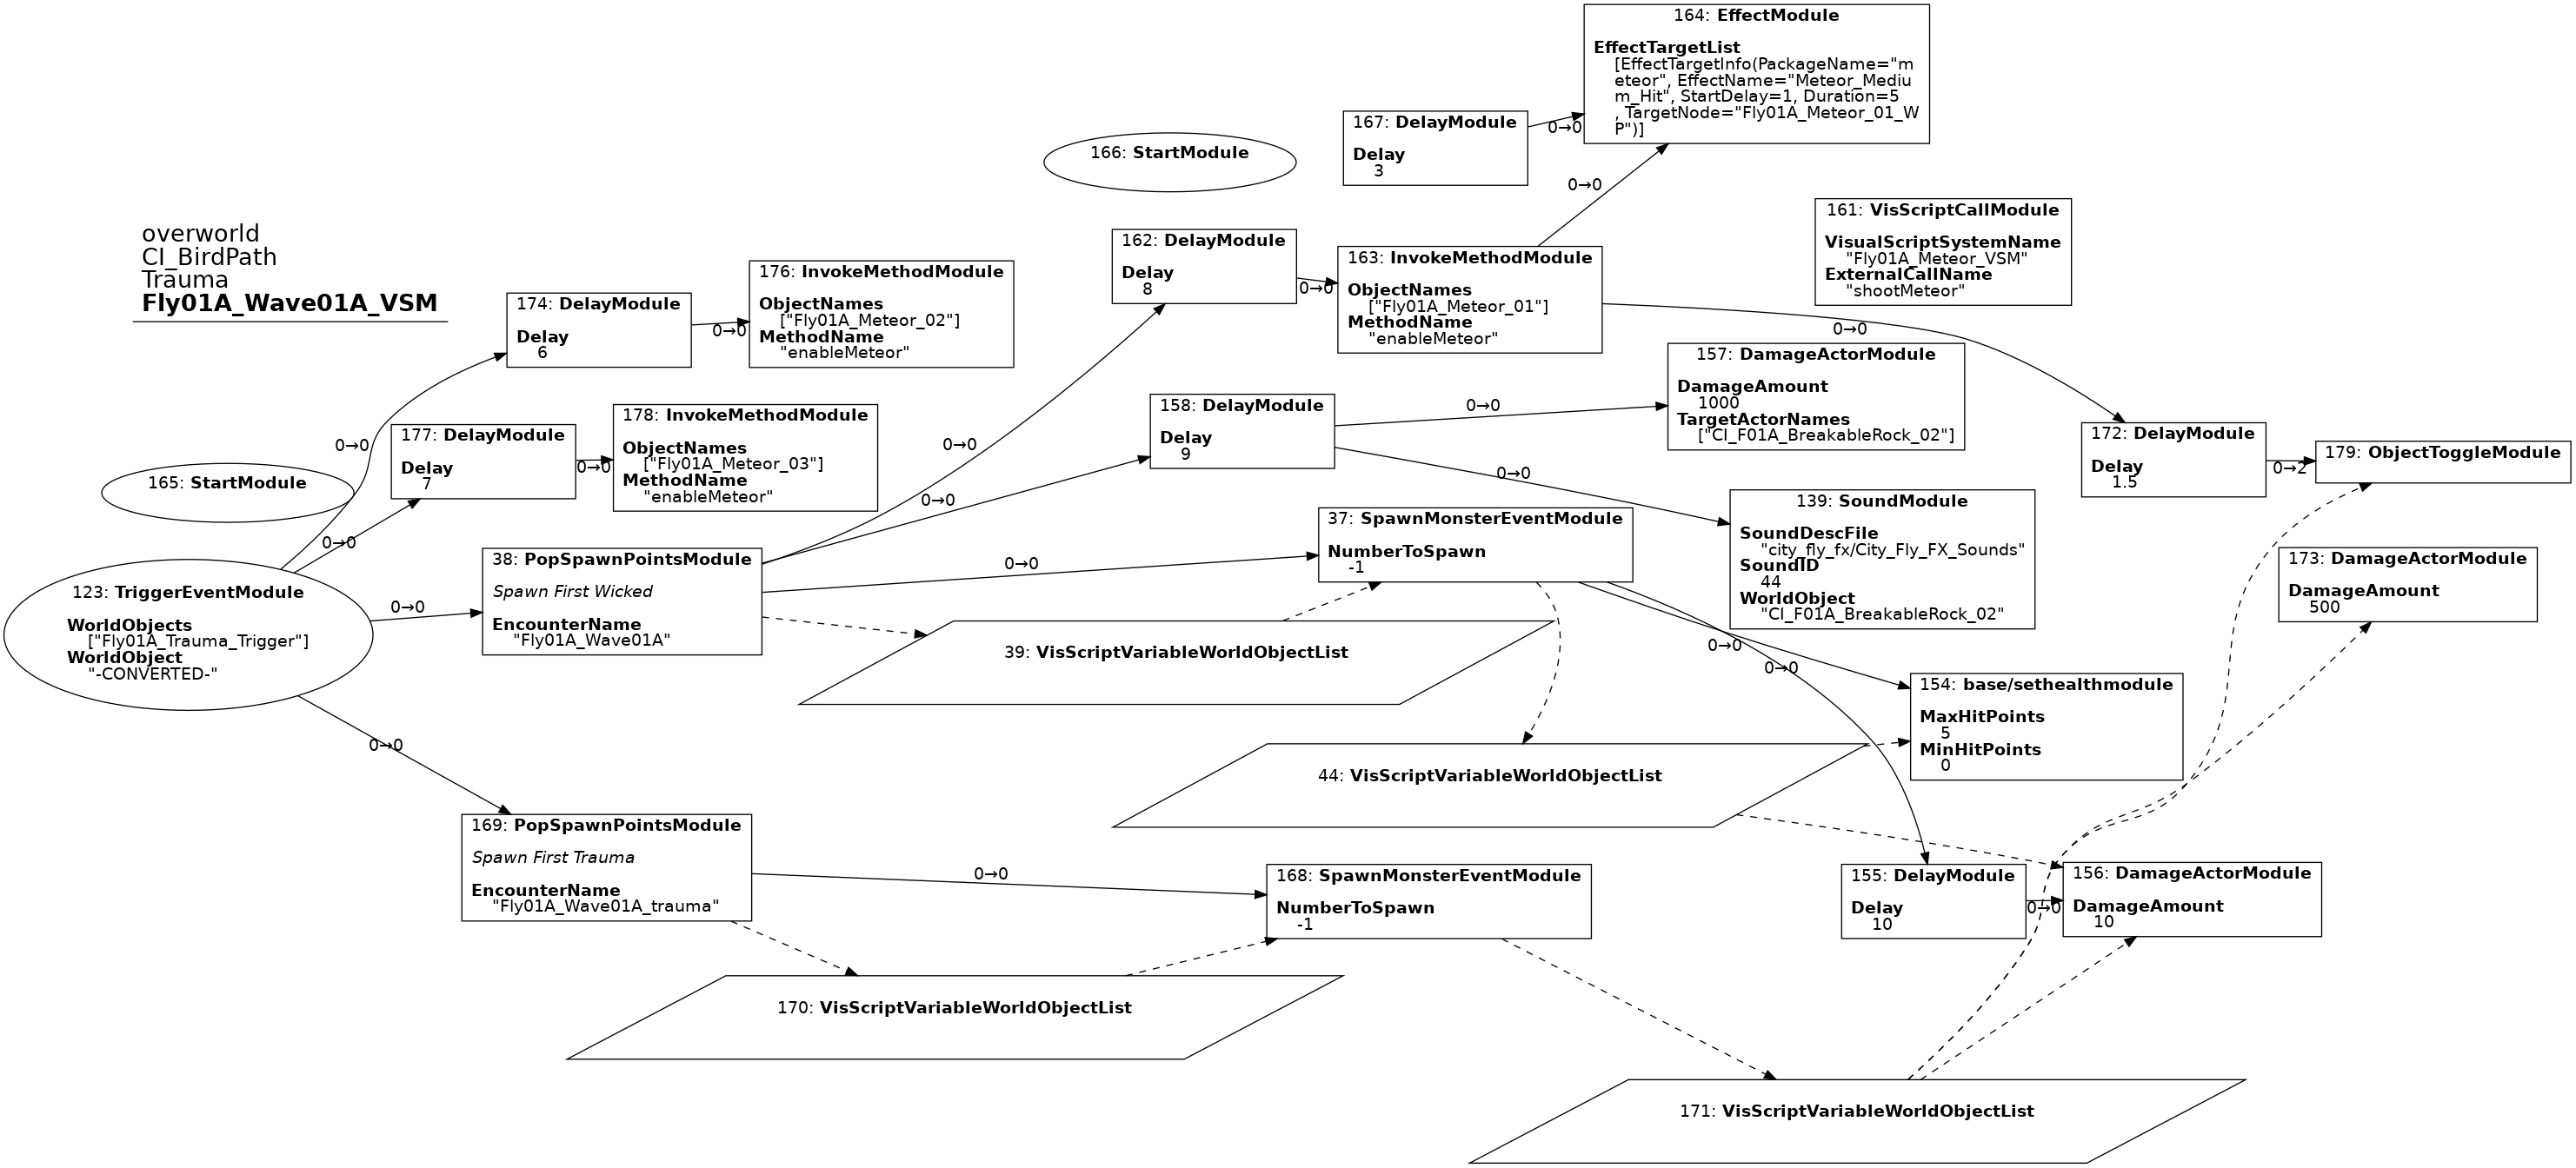 overworld
CI_BirdPath
Trauma
Fly01A_Wave01A_VSM
164: EffectModule
EffectTargetList
[EffectTargetInfo(PackageName="m
eteor", EffectName="Meteor_Mediu
m_Hit", StartDelay=1, Duration=5
, TargetNode="Fly01A_Meteor_01_W
P")]
167: DelayModule
Delay
3
0→0
166: StartModule
0→0
161: VisScriptCallModule
VisualScriptSystemName
"Fly01A_Meteor_VSM"
ExternalCallName
"shootMeteor"
162: DelayModule
Delay
8
0→0
163: InvokeMethodModule
ObjectNames
["Fly01A_Meteor_01"]
MethodName
"enableMeteor"
0→0
174: DelayModule
Delay
6
0→0
176: InvokeMethodModule
ObjectNames
["Fly01A_Meteor_02"]
MethodName
"enableMeteor"
157: DamageActorModule
DamageAmount
1000
TargetActorNames
["CI_F01A_BreakableRock_02"]
158: DelayModule
Delay
9
0→0
0→0
177: DelayModule
Delay
7
0→0
0→0
178: InvokeMethodModule
ObjectNames
["Fly01A_Meteor_03"]
MethodName
"enableMeteor"
0→0
0→0
172: DelayModule
Delay
1.5
0→2
179: ObjectToggleModule
165: StartModule
0→0
139: SoundModule
SoundDescFile
"city_fly_fx/City_Fly_FX_Sounds"
SoundID
44
WorldObject
"CI_F01A_BreakableRock_02"
37: SpawnMonsterEventModule
NumberToSpawn
-1
0→0
38: PopSpawnPointsModule
Spawn First Wicked
EncounterName
"Fly01A_Wave01A"
173: DamageActorModule
DamageAmount
500
123: TriggerEventModule
WorldObjects
["Fly01A_Trauma_Trigger"]
WorldObject
"-CONVERTED-"
0→0
39: VisScriptVariableWorldObjectList
0→0
0→0
154: base/sethealthmodule
MaxHitPoints
5
MinHitPoints
0
0→0
44: VisScriptVariableWorldObjectList
169: PopSpawnPointsModule
Spawn First Trauma
EncounterName
"Fly01A_Wave01A_trauma"
0→0
168: SpawnMonsterEventModule
NumberToSpawn
-1
155: DelayModule
Delay
10
0→0
156: DamageActorModule
DamageAmount
10
170: VisScriptVariableWorldObjectList
171: VisScriptVariableWorldObjectList